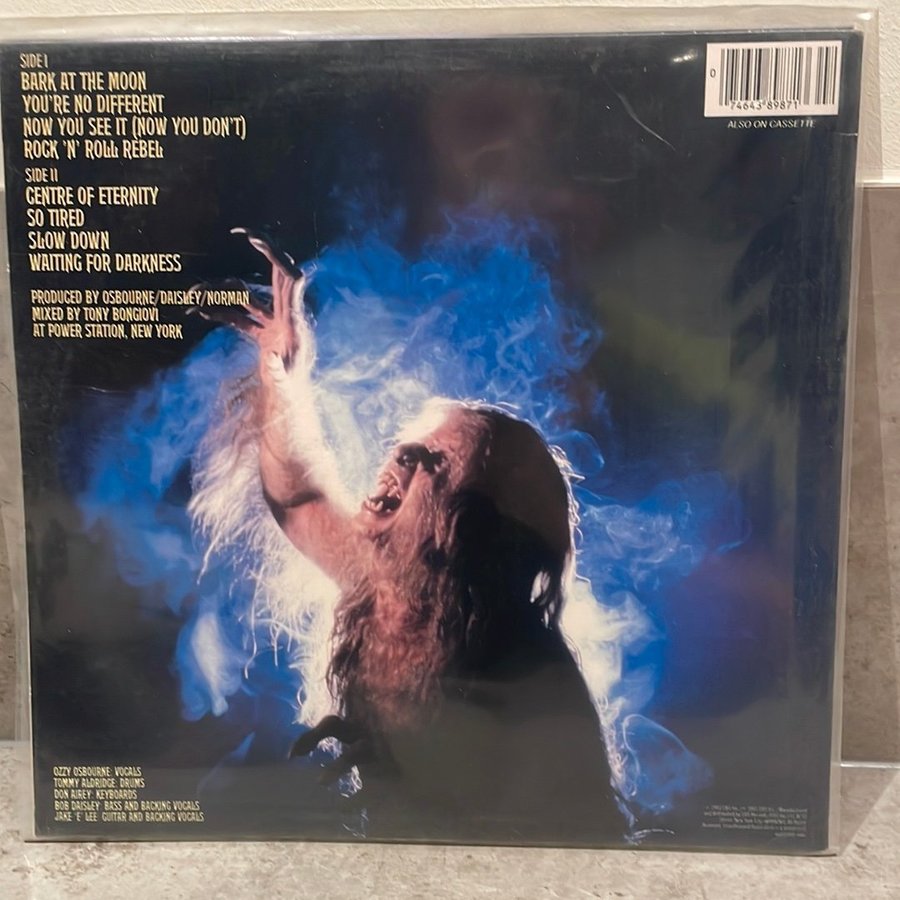 SIDE I
BARK AT THE MOON
YOU'RE NO DIFFERENT
NOW YOU SEE IT (NOW YOU DON'T)
ROCK 'N' ROLL REBEL
SIDE II
CENTRE OF ETERNITY
SO TIRED
SLOW DOWN
WAITING FOR DARKNESS
PRODUCED BY OSBOURNE/DAISLEY/NORMAN
MIXED BY TONY BONGIOVI
AT POWER STATION, NEW YORK
0 74643 89871
ALSO ON CASSETTE
OZZY OSBOURNE: VOCALS
TOMMY ALDRIDGE: DRUMS
DON AIREY: KEYBOARDS
BOB DAISLEY: BASS AND BACKING VOCALS
JAKE 'E' LEE: GUITAR AND BACKING VOCALS